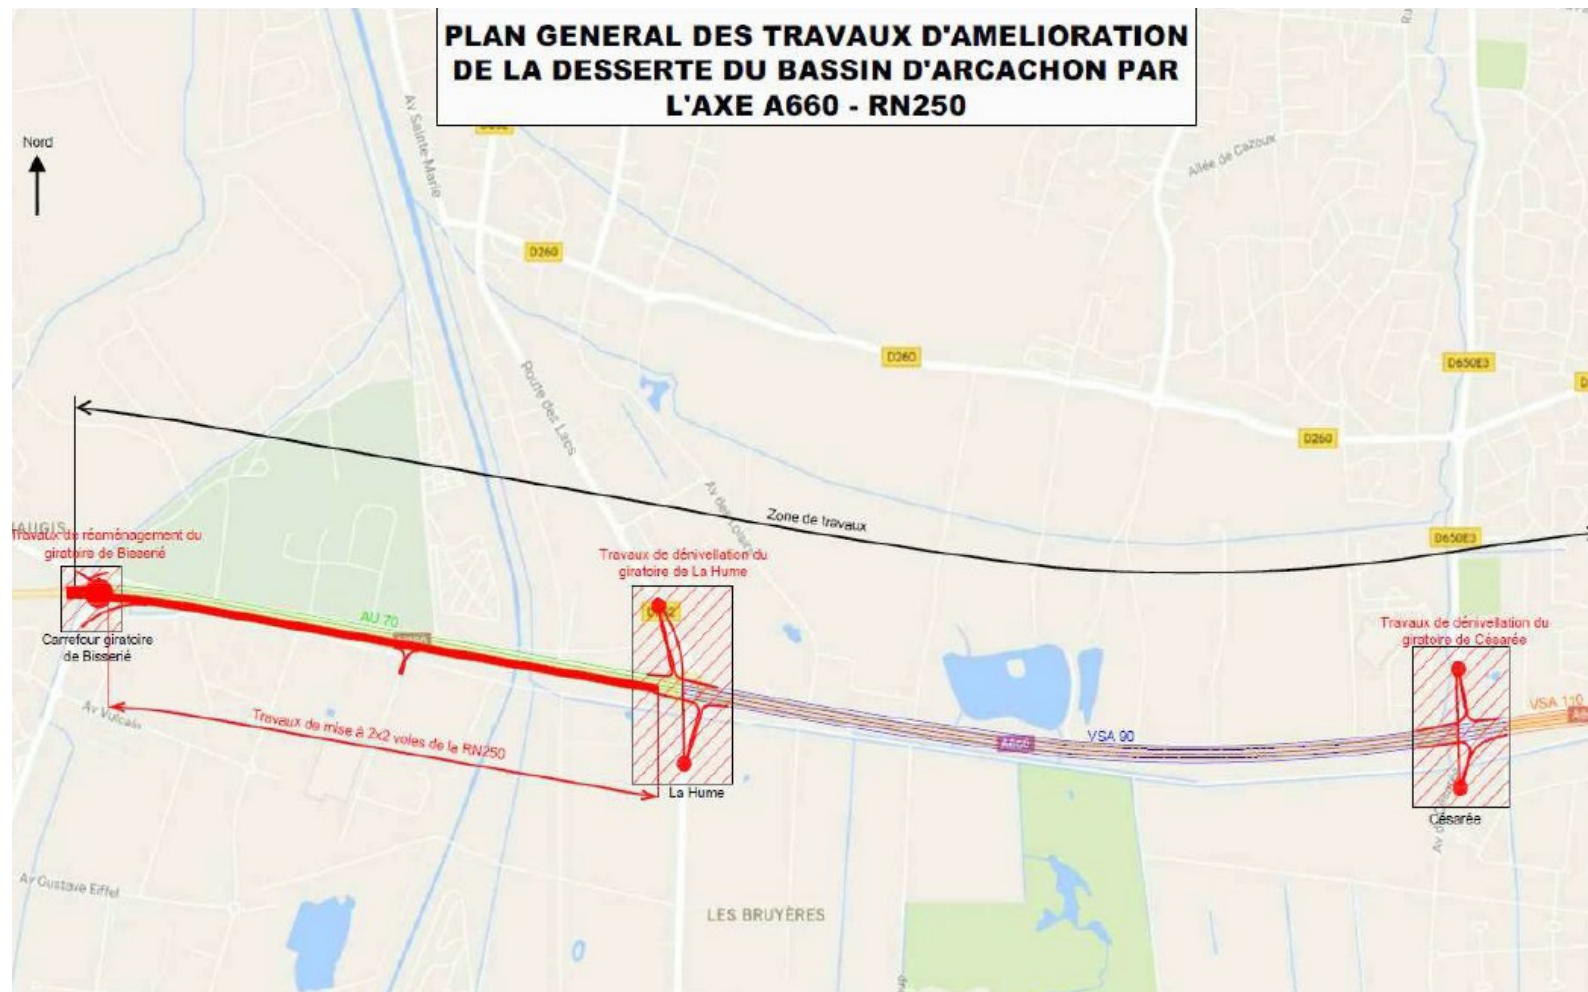 PLAN GENERAL DES TRAVAUX D'AMELIORATION
DE LA DESSERTE DU BASSIN D'ARCACHON PAR
L'AXE A660 - RN250
Nord
Av Sainte-Marie
Allée de Cazoux
D260
D260
D650E3
D260
Route des Lacs
Zone de travaux
D650E3
Travaux de réaménagement du
giratoire de Bisserié
Travaux de dénivellation du
giratoire de La Hume
AU 70
Carrefour giratoire
de Bisserié
Travaux de dénivellation du
giratoire de Césarée
VSA 110
Av Vulcain
Travaux de mise à 2x2 voies de la RN250
A660
VSA 90
La Hume
Césarée
Av Gustave Eiffel
LES BRUYÈRES